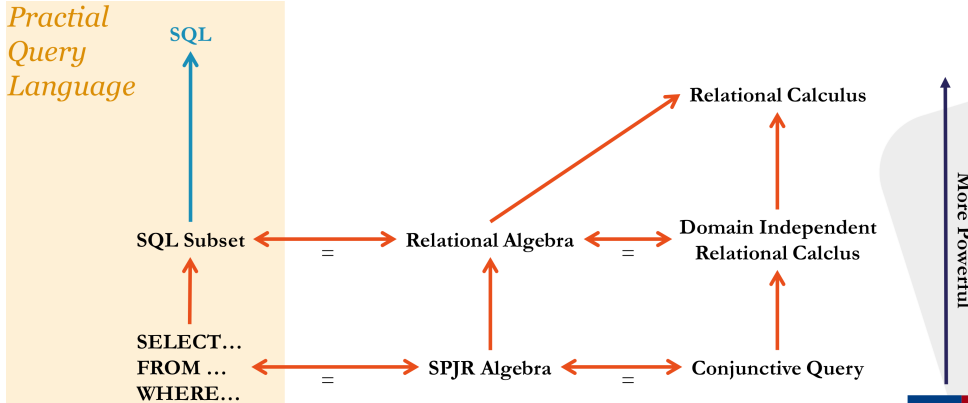 Practial
Query
Language
SQL
Relational Calculus
SQL Subset
=
Relational Algebra
=
Domain Independent
Relational Calclus
SELECT…
FROM …
WHERE…
=
SPJR Algebra
=
Conjunctive Query
More Powerful